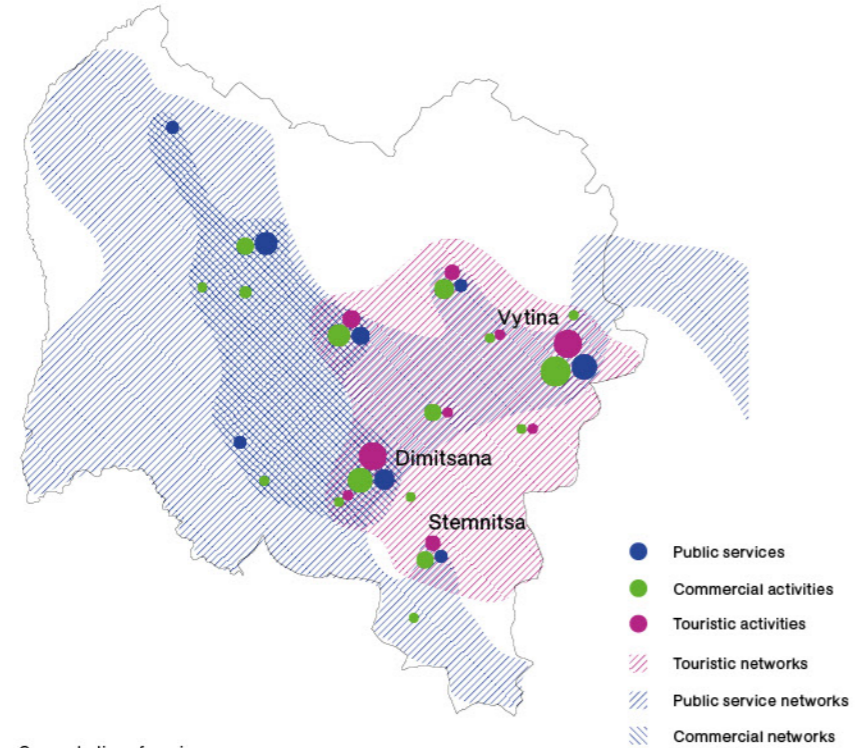 Vytina
Dimitsana
Stemnitsa
Public services
Commercial activities
Touristic activities
Touristic networks
Public service networks
Commercial networks